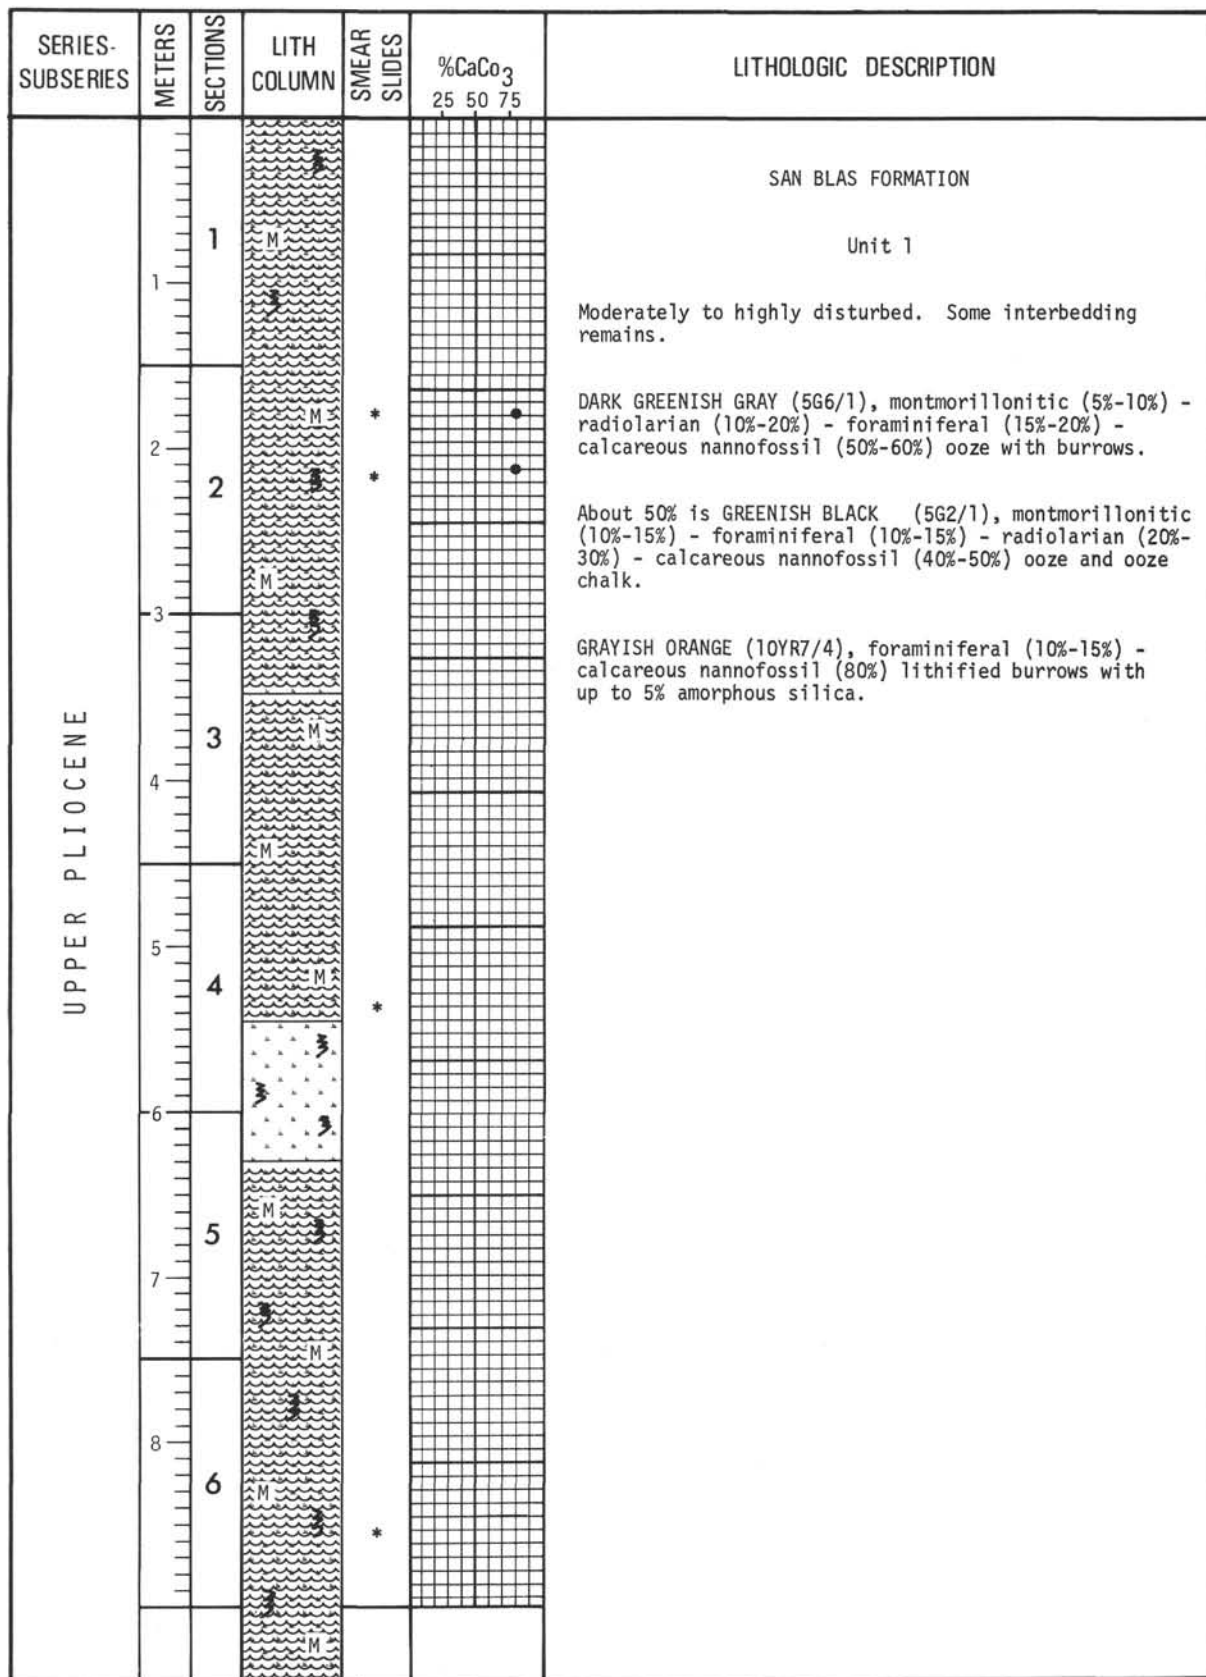 SERIES-
SUBSERIES
METERS
SECTIONS
LITH
COLUMN
SMEAR
SLIDES
%CaCo3
25 50 75
LITHOLOGIC DESCRIPTION
UPPER PLIOCENE
SAN BLAS FORMATION
Unit 1
Moderately to highly disturbed. Some interbedding
remains.
DARK GREENISH GRAY (5G6/1), montmorillonitic (5%-10%) -
radiolarian (10%-20%) - foraminiferal (15%-20%) -
calcareous nannofossil (50%-60%) ooze with burrows.
About 50% is GREENISH BLACK (5G2/1), montmorillonitic
(10%-15%) - foraminiferal (10%-15%) - radiolarian (20%-
30%) - calcareous nannofossil (40%-50%) ooze and ooze
chalk.
GRAYISH ORANGE (10YR7/4), foraminiferal (10%-15%) -
calcareous nannofossil (80%) lithified burrows with
up to 5% amorphous silica.
1 M
1
M *
2
2 *
M
3
M
3
4
M
5
M
4
*
6
M
5
7
M
8
6
M
*
M